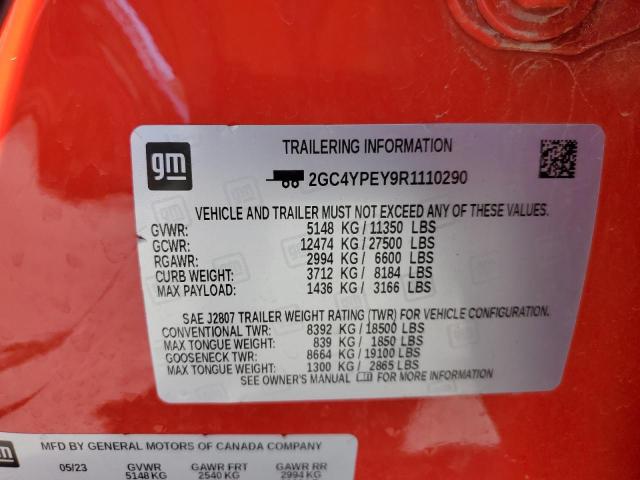 gm
TRAILERING INFORMATION
2GC4YPEY9R1110290
VEHICLE AND TRAILER MUST NOT EXCEED ANY OF THESE VALUES.
GVWR: 5148 KG / 11350 LBS
GCWR: 12474 KG / 27500 LBS
RGAWR: 2994 KG / 6600 LBS
CURB WEIGHT: 3712 KG / 8184 LBS
MAX PAYLOAD: 1436 KG / 3166 LBS
SAE J2807 TRAILER WEIGHT RATING (TWR) FOR VEHICLE CONFIGURATION.
CONVENTIONAL TWR: 8392 KG / 18500 LBS
MAX TONGUE WEIGHT: 839 KG / 1850 LBS
GOOSENECK TWR: 8664 KG / 19100 LBS
MAX TONGUE WEIGHT: 1300 KG / 2865 LBS
SEE OWNER'S MANUAL FOR MORE INFORMATION
gm
MFD BY GENERAL MOTORS OF CANADA COMPANY
05/23 GVWR GAWR FRT GAWR RR
5148 KG 2540 KG 2994 KG